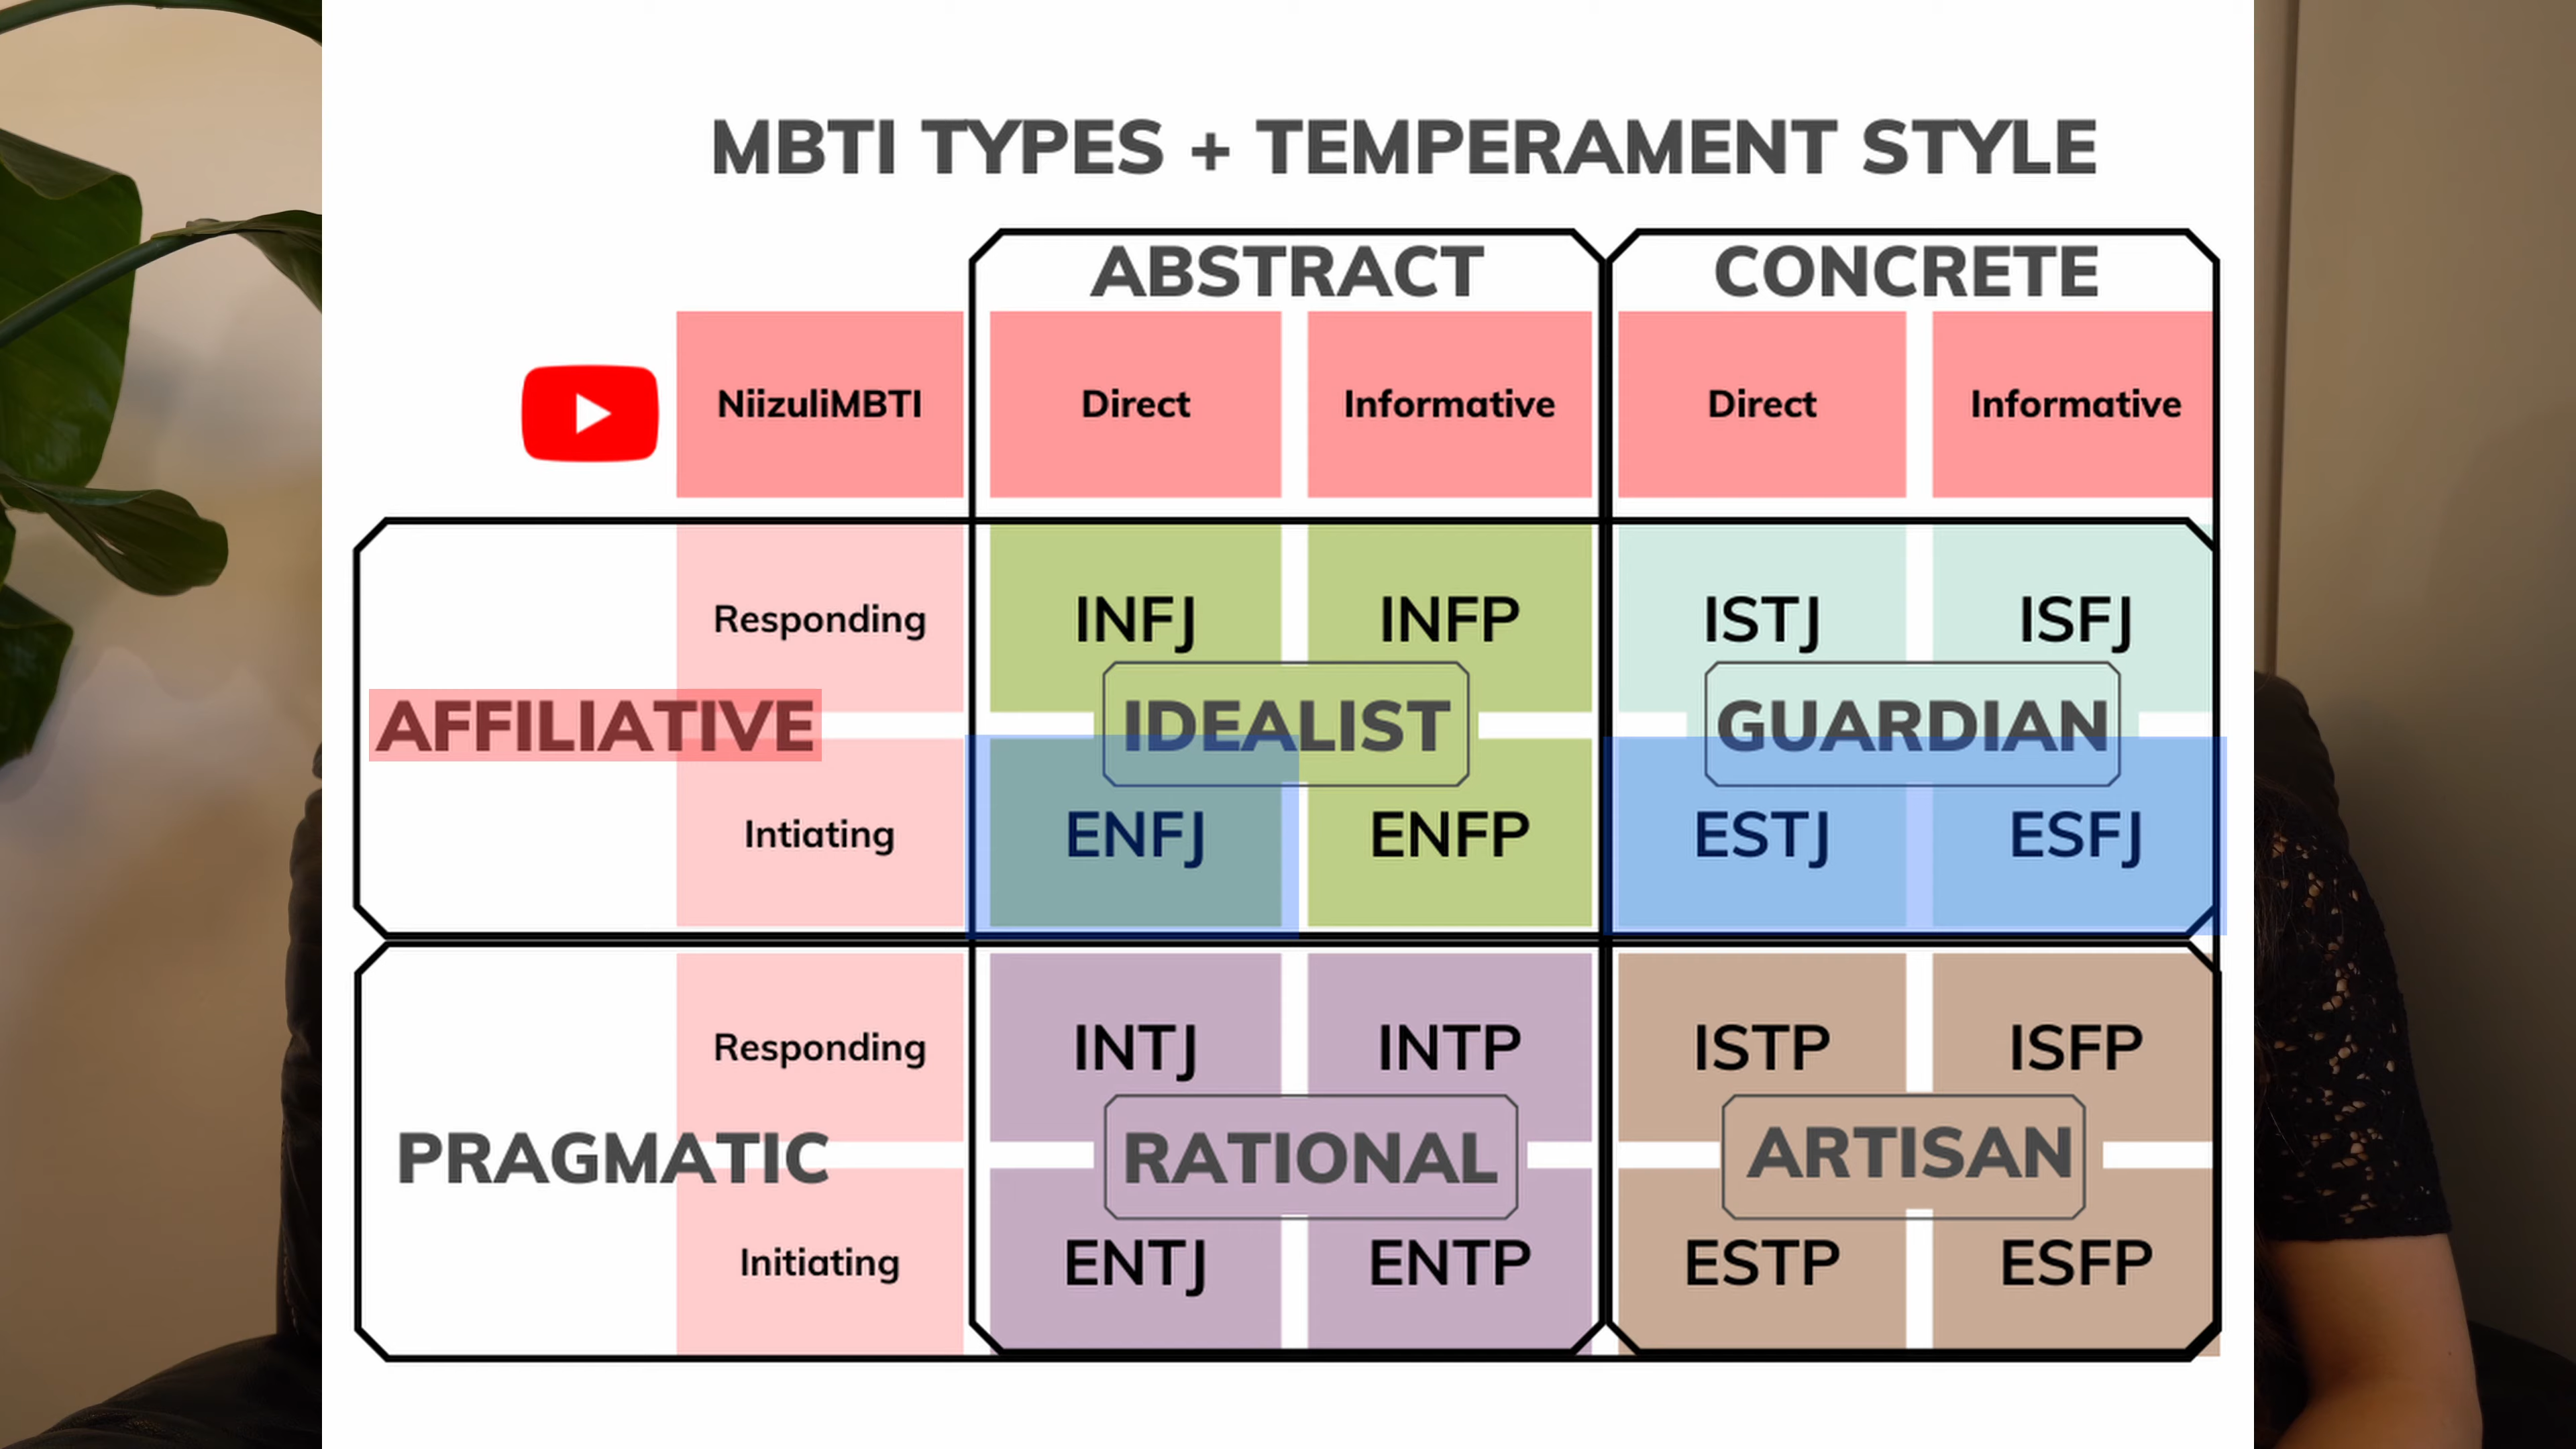 MBTI TYPES + TEMPERAMENT STYLE
ABSTRACT CONCRETE
NiizuliMBTI Direct Informative Direct Informative
Responding INFJ INFP ISTJ ISFJ
AFFILIATIVE IDEALIST GUARDIAN
Intiating ENFJ ENFP ESTJ ESFJ
Responding INTJ INTP ISTP ISFP
PRAGMATIC RATIONAL ARTISAN
Initiating ENTJ ENTP ESTP ESFP